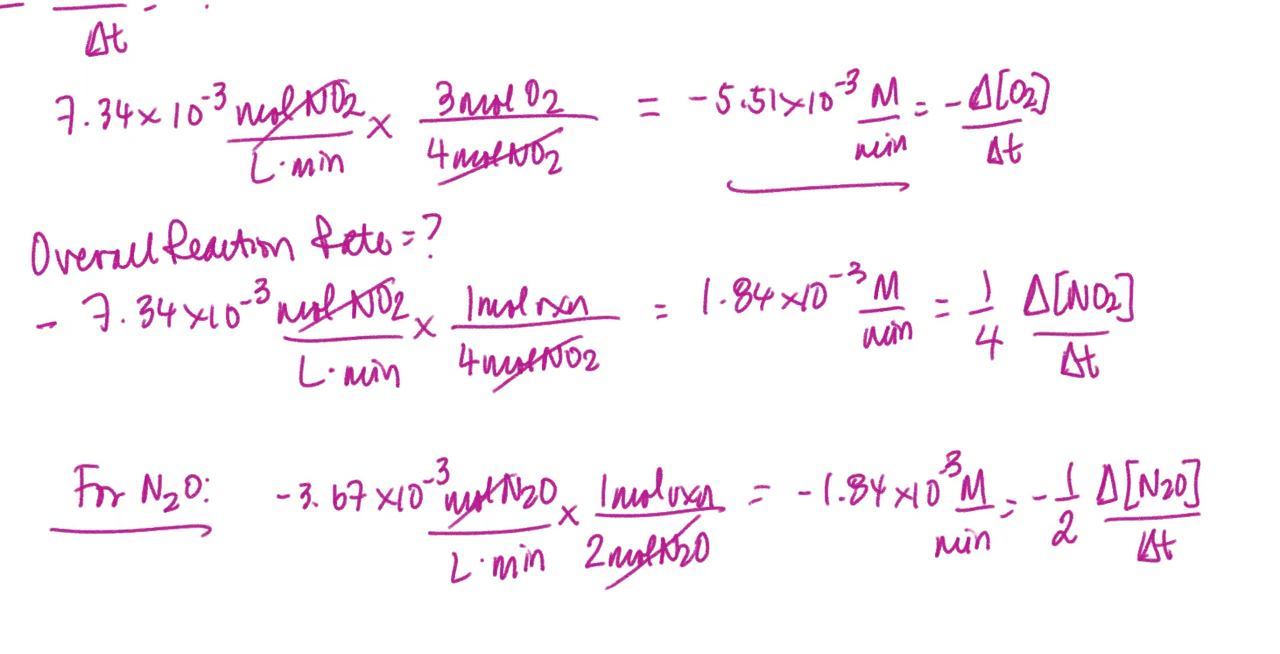 Δt
7.34×10⁻³ mol NO2/L·min × 3 mol O2/4 mol NO2 = -5.51×10⁻³ M/min = -Δ[O2]/Δt
Overall Reaction Rate=?
- 7.34×10⁻³ mol NO2/L·min × 1 mol rxn/4 mol NO2 = 1.84×10⁻³ M/min = 1/4 Δ[NO2]/Δt
For N2O: -3.67×10⁻³ mol N2O/L·min × 1 mol rxn/2 mol N2O = -1.84×10⁻³ M/min = -1/2 Δ[N2O]/Δt